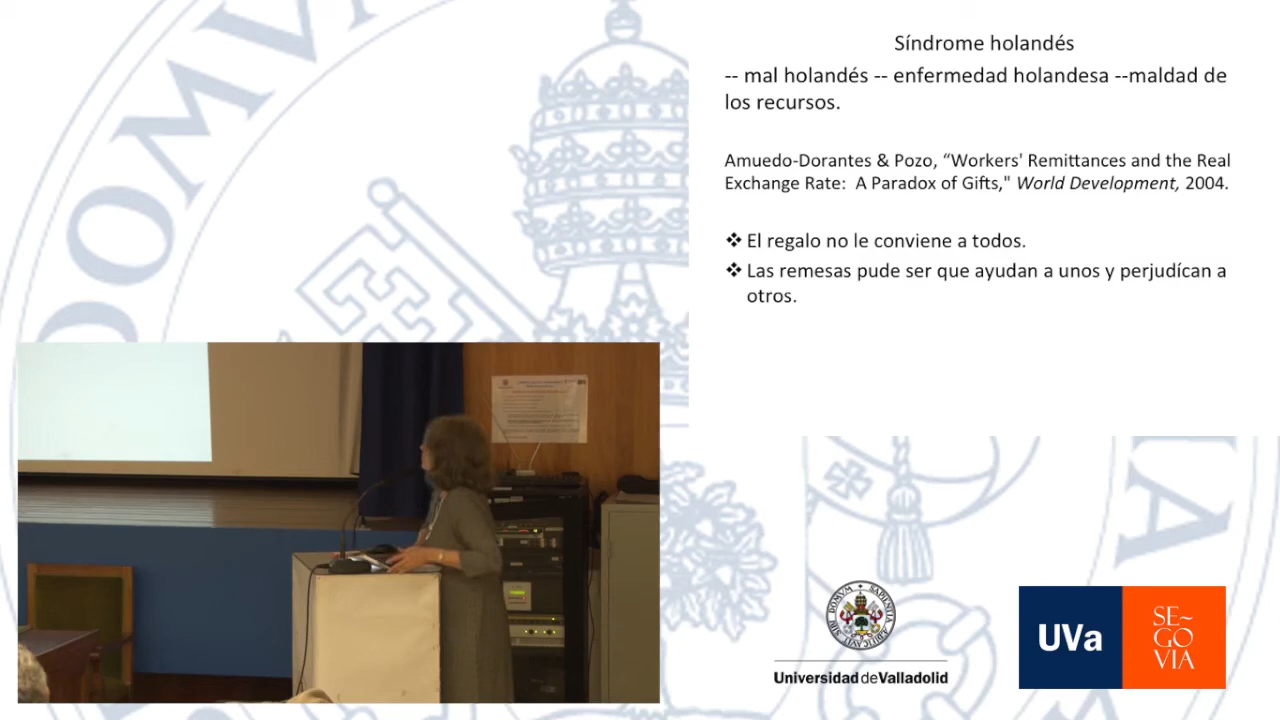 Síndrome holandés
-- mal holandés -- enfermedad holandesa --maldad de
los recursos.
Amuedo-Dorantes & Pozo, “Workers' Remittances and the Real
Exchange Rate:  A Paradox of Gifts," World Development, 2004.
❖ El regalo no le conviene a todos.
❖ Las remesas pude ser que ayudan a unos y perjudícan a
otros.
DOMV
A
Universidad de Valladolid
UVa
SE~
GO
VIA